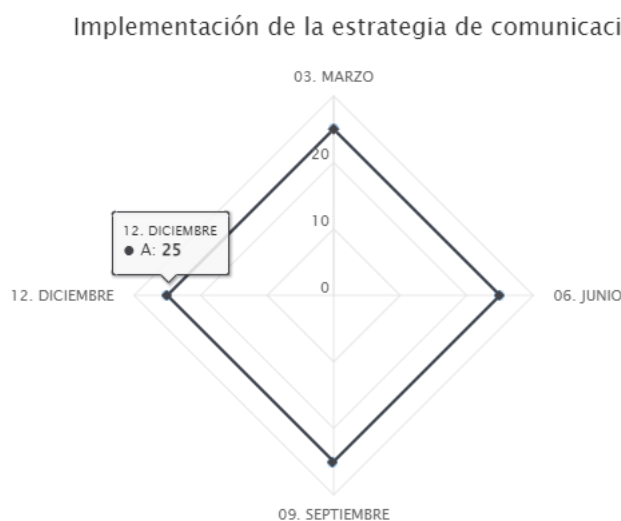 Implementación de la estrategia de comunicaci
03. MARZO
20
12. DICIEMBRE
● A: 25
10
12. DICIEMBRE
0
06. JUNIO
09. SEPTIEMBRE